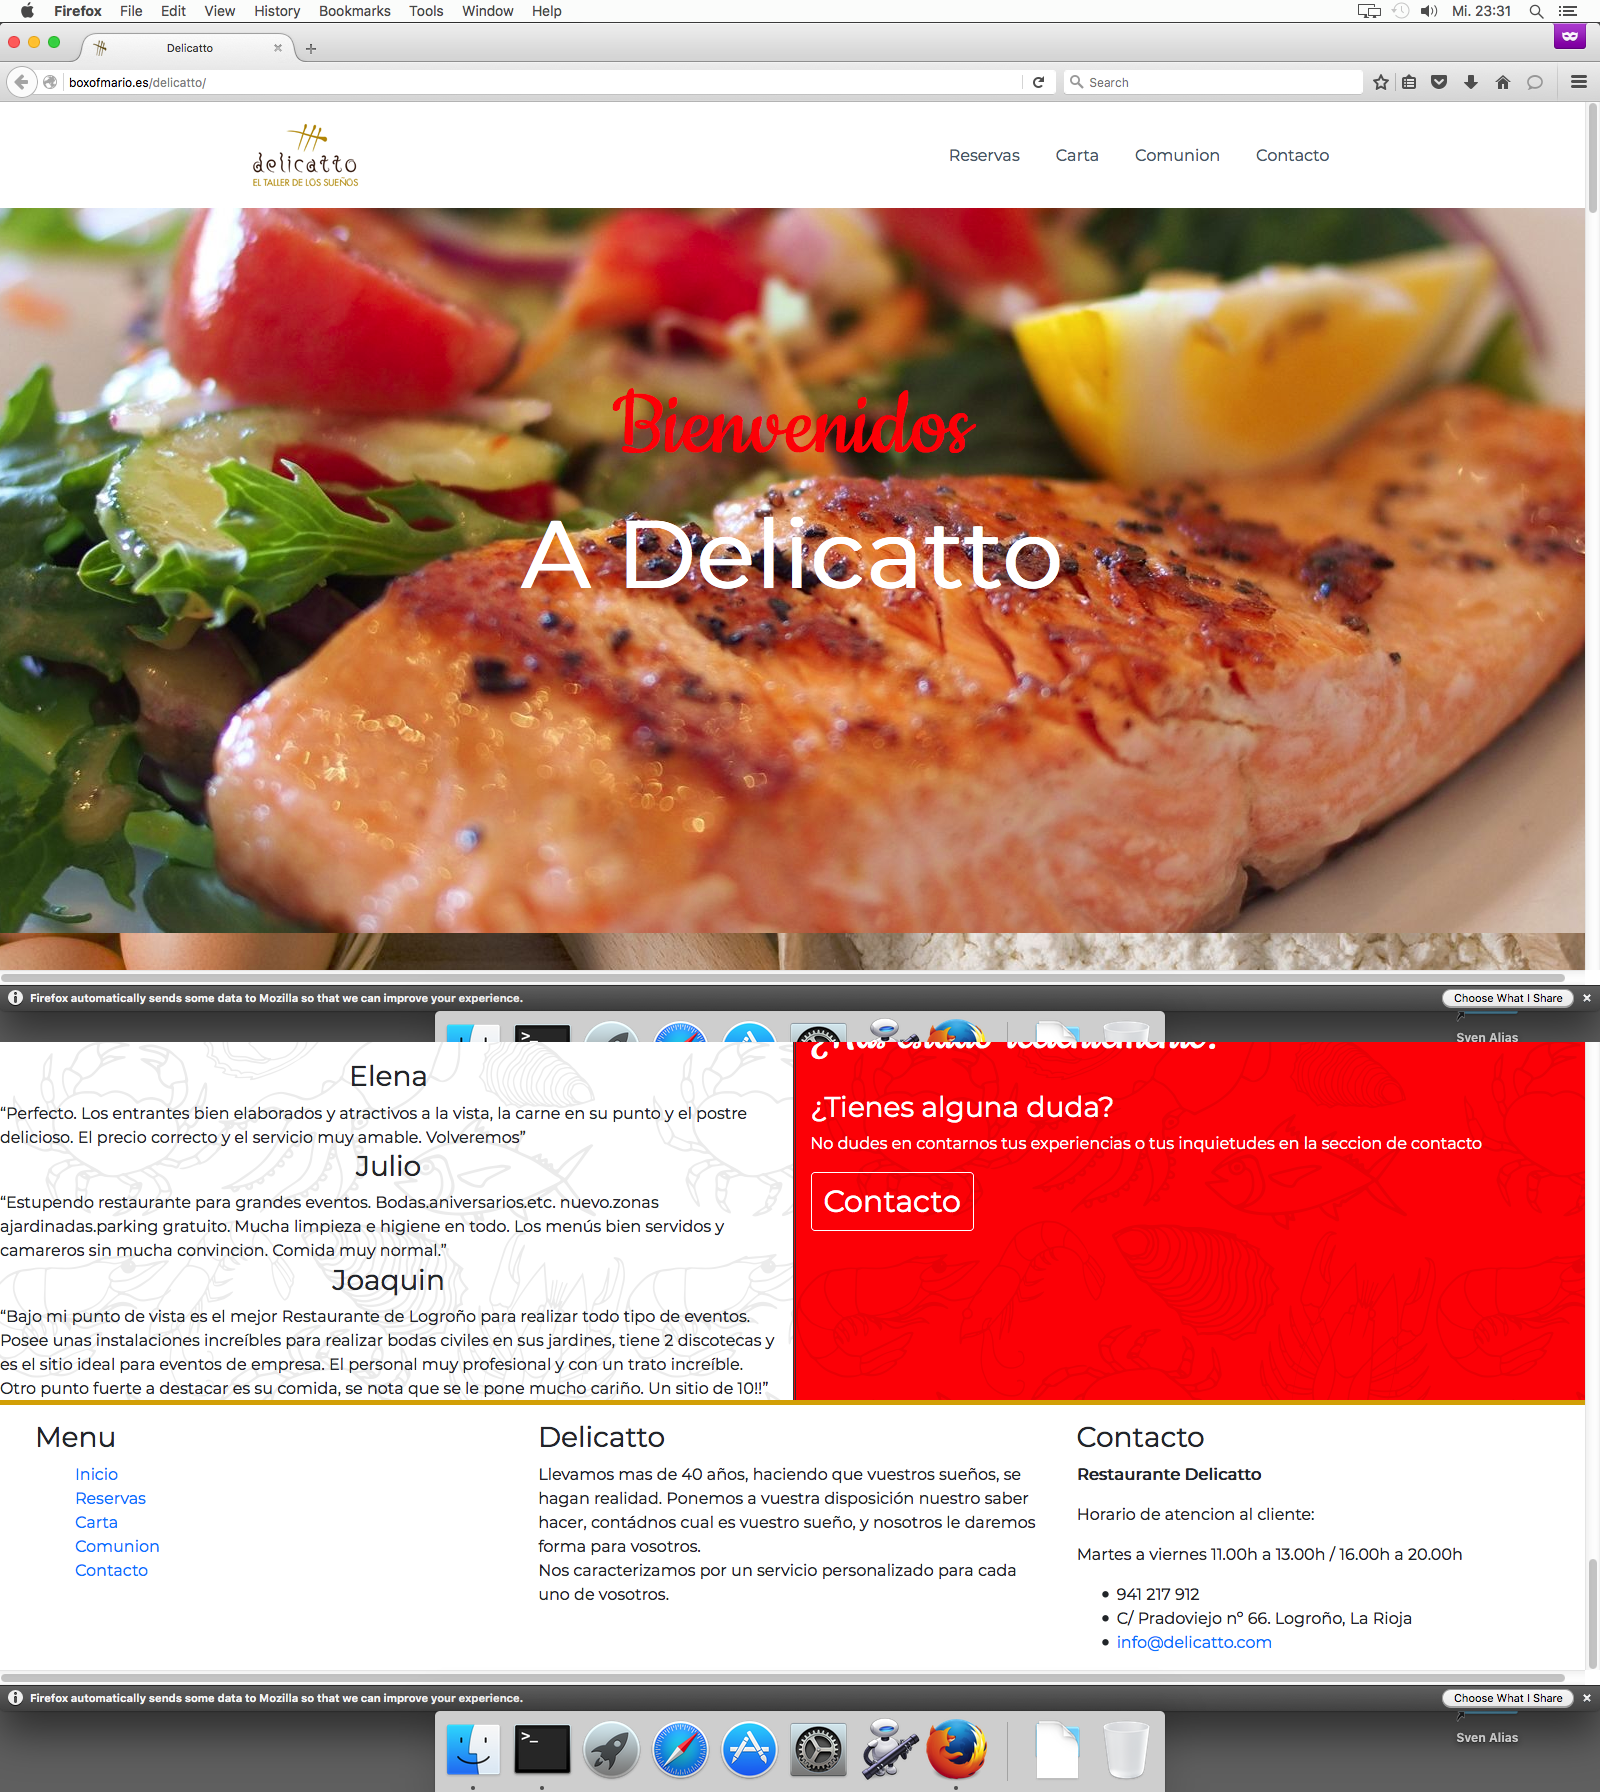 Firefox File Edit View History Bookmarks Tools Window Help Mi. 23:31
Delicatto
boxofmario.es/delicatto/ Search
delicatto
EL TALLER DE LOS SUEÑOS
Reservas Carta Comunion Contacto
Bienvenidos
A Delicatto
Firefox automatically sends some data to Mozilla so that we can improve your experience. Choose What I Share
Sven Alias
Elena
“Perfecto. Los entrantes bien elaborados y atractivos a la vista, la carne en su punto y el postre
delicioso. El precio correcto y el servicio muy amable. Volveremos”
Julio
“Estupendo restaurante para grandes eventos. Bodas.aniversarios.etc. nuevo.zonas
ajardinadas.parking gratuito. Mucha limpieza e higiene en todo. Los menús bien servidos y
camareros sin mucha convincion. Comida muy normal.”
Joaquin
“Bajo mi punto de vista es el mejor Restaurante de Logroño para realizar todo tipo de eventos.
Posee unas instalaciones increíbles para realizar bodas civiles en sus jardines, tiene 2 discotecas y
es el sitio ideal para eventos de empresa. El personal muy profesional y con un trato increíble.
Otro punto fuerte a destacar es su comida, se nota que se le pone mucho cariño. Un sitio de 10!!”
¿Tienes alguna duda?
No dudes en contarnos tus experiencias o tus inquietudes en la seccion de contacto
Contacto
Menu
Inicio
Reservas
Carta
Comunion
Contacto
Delicatto
Llevamos mas de 40 años, haciendo que vuestros sueños, se
hagan realidad. Ponemos a vuestra disposición nuestro saber
hacer, contádnos cual es vuestro sueño, y nosotros le daremos
forma para vosotros.
Nos caracterizamos por un servicio personalizado para cada
uno de vosotros.
Contacto
Restaurante Delicatto
Horario de atencion al cliente:
Martes a viernes 11.00h a 13.00h / 16.00h a 20.00h
941 217 912
C/ Pradoviejo nº 66. Logroño, La Rioja
info@delicatto.com
Firefox automatically sends some data to Mozilla so that we can improve your experience. Choose What I Share
Sven Alias